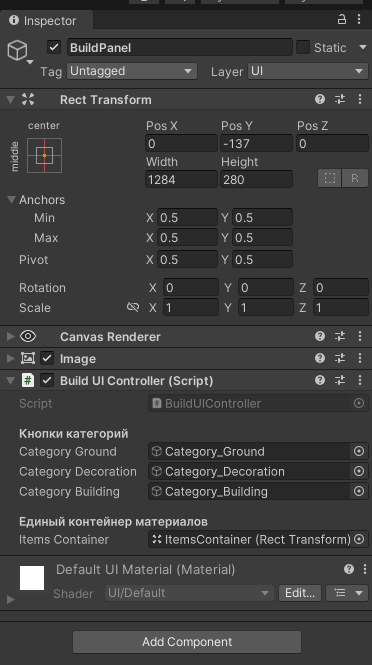 Inspector
BuildPanel
Static
Tag Untagged Layer UI
Rect Transform
center
middle
Pos X Pos Y Pos Z
0 -137 0
Width Height
1284 280
R
Anchors
Min X 0.5 Y 0.5
Max X 0.5 Y 0.5
Pivot X 0.5 Y 0.5
Rotation X 0 Y 0 Z 0
Scale X 1 Y 1 Z 1
Canvas Renderer
Image
# Build UI Controller (Script)
Script # BuildUIController
Кнопки категорий
Category Ground Category_Ground
Category Decoration Category_Decoration
Category Building Category_Building
Единый контейнер материалов
Items Container ItemsContainer (Rect Transform)
Default UI Material (Material)
Shader UI/Default Edit...
Add Component